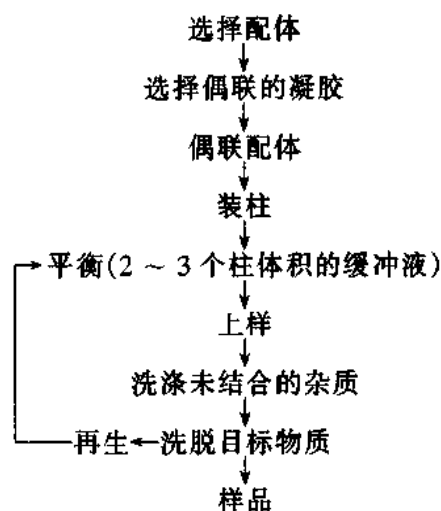 选择配体
选择偶联的凝胶
偶联配体
装柱
平衡(2 ~ 3 个柱体积的缓冲液)
上样
洗涤未结合的杂质
再生 洗脱目标物质
样品